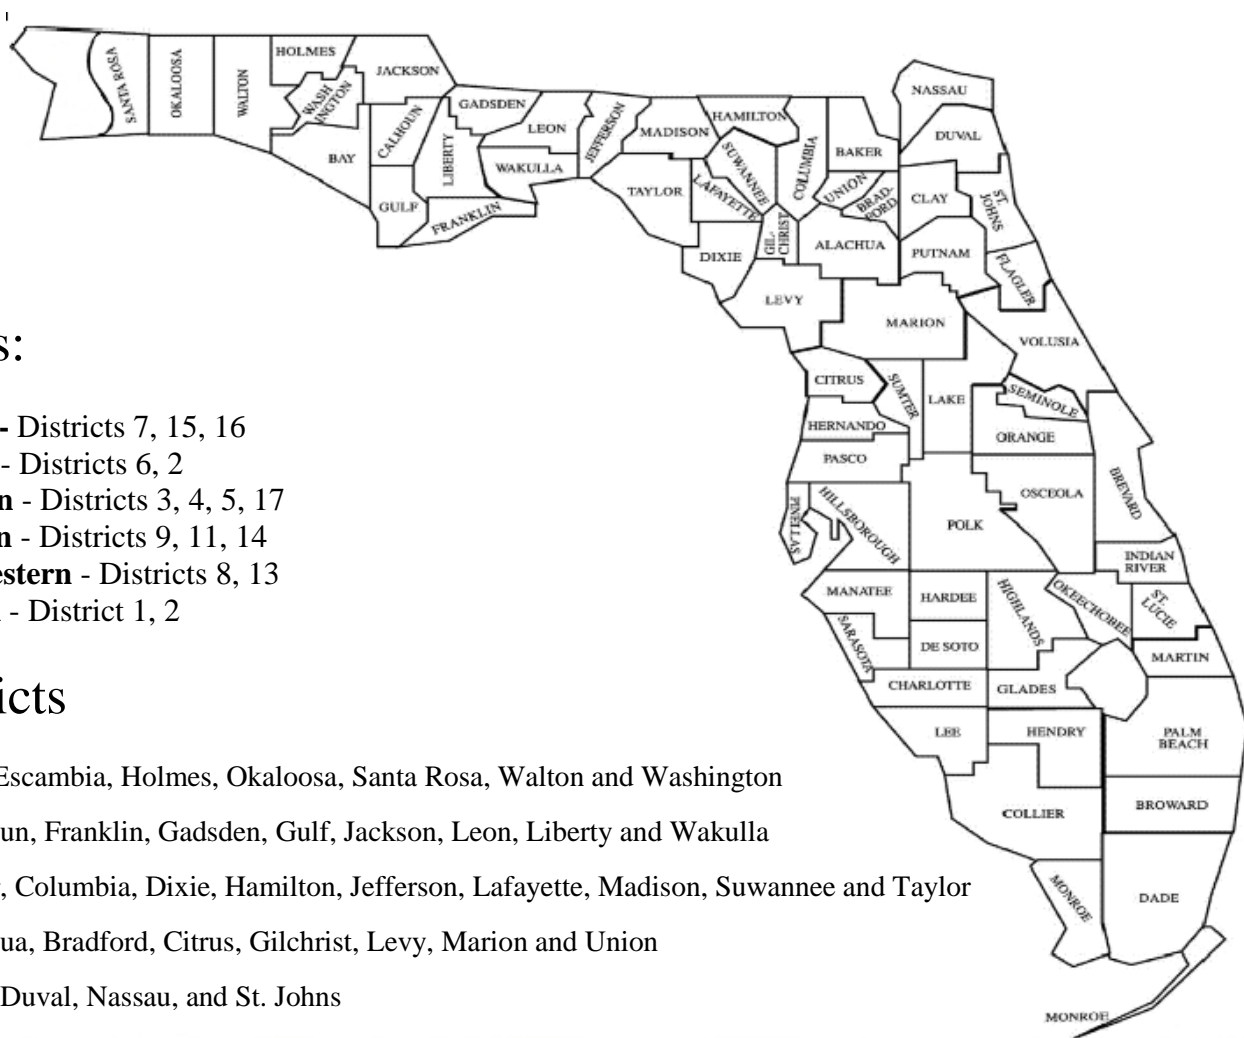 HOLMES
JACKSON
SANTA ROSA
OKALOOSA
WALTON
WASH
INGTON
GADSDEN
LEON
JEFFERSON
MADISON
HAMILTON
NASSAU
DUVAL
BAKER
COLUMBIA
CALHOUN
BAY
LIBERTY
WAKULLA
TAYLOR
LAFAYETTE
SUWANNEE
UNION
BRAD-
FORD
CLAY
ST.
JOHNS
GULF
FRANKLIN
DIXIE
GIL-
CHRIST
ALACHUA
PUTNAM
FLAGLER
LEVY
MARION
VOLUSIA
s:
CITRUS
SUMTER
LAKE
SEMINOLE
- Districts 7, 15, 16
HERNANDO
ORANGE
- Districts 6, 2
PASCO
n - Districts 3, 4, 5, 17
PINELLAS
HILLSBOROUGH
POLK
OSCEOLA
BREVARD
n - Districts 9, 11, 14
INDIAN
RIVER
estern - Districts 8, 13
MANATEE
HARDEE
HIGHLANDS
OKEECHOBEE
ST.
LUCIE
- District 1, 2
SARASOTA
DE SOTO
MARTIN
icts
CHARLOTTE
GLADES
LEE
HENDRY
PALM
BEACH
Escambia, Holmes, Okaloosa, Santa Rosa, Walton and Washington
COLLIER
BROWARD
un, Franklin, Gadsden, Gulf, Jackson, Leon, Liberty and Wakulla
, Columbia, Dixie, Hamilton, Jefferson, Lafayette, Madison, Suwannee and Taylor
MONROE
DADE
ua, Bradford, Citrus, Gilchrist, Levy, Marion and Union
Duval, Nassau, and St. Johns
MONROE